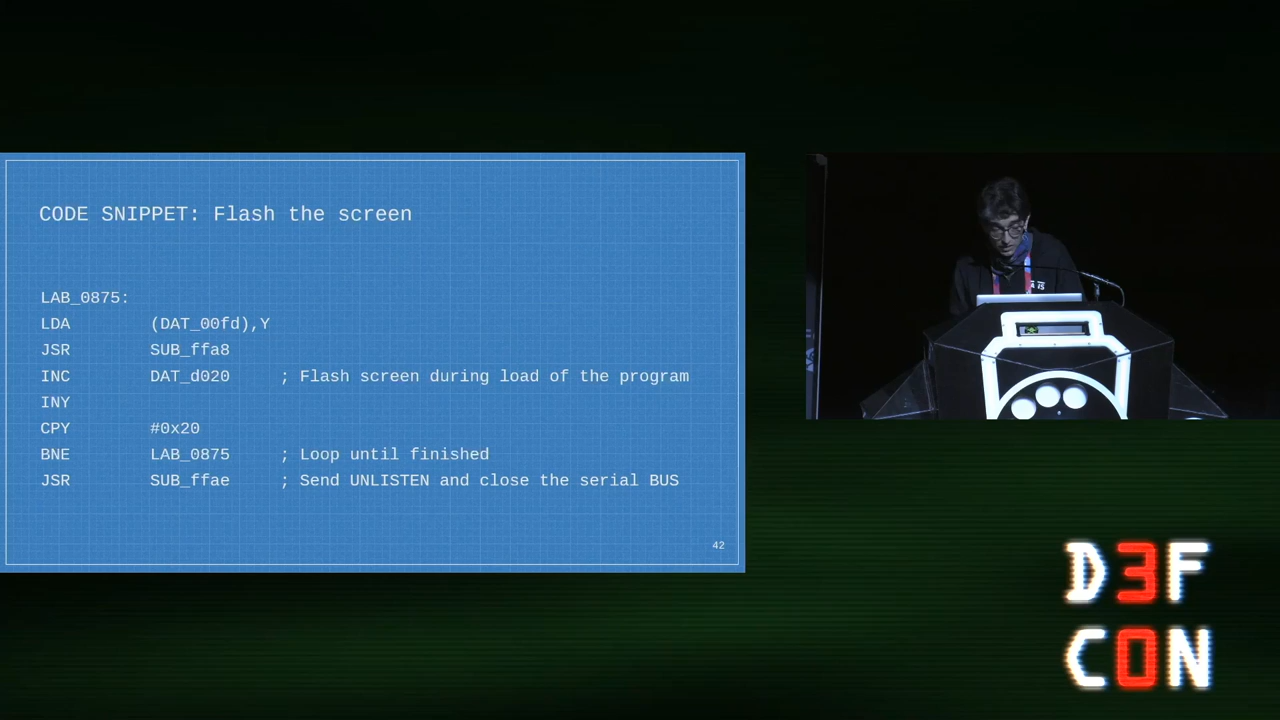 CODE SNIPPET: Flash the screen
LAB_0875:
LDA (DAT_00fd),Y
JSR SUB_ffa8
INC DAT_d020 ; Flash screen during load of the program
INY
CPY #0x20
BNE LAB_0875 ; Loop until finished
JSR SUB_ffae ; Send UNLISTEN and close the serial BUS
42
D3F
C0N